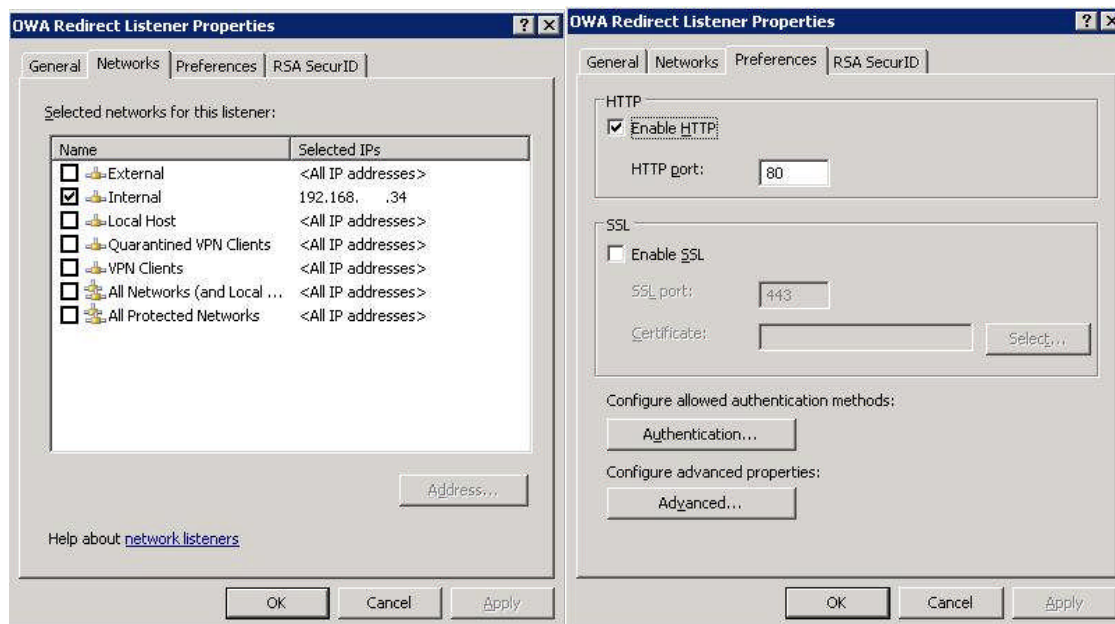 OWA Redirect Listener Properties
General Networks Preferences RSA SecurID
Selected networks for this listener:
Name Selected IPs
External <All IP addresses>
Internal 192.168. .34
Local Host <All IP addresses>
Quarantined VPN Clients <All IP addresses>
VPN Clients <All IP addresses>
All Networks (and Local ... <All IP addresses>
All Protected Networks <All IP addresses>
Address...
Help about network listeners
OK Cancel Apply
OWA Redirect Listener Properties
General Networks Preferences RSA SecurID
HTTP
Enable HTTP
HTTP port: 80
SSL
Enable SSL
SSL port: 443
Certificate: Select...
Configure allowed authentication methods:
Authentication...
Configure advanced properties:
Advanced...
OK Cancel Apply